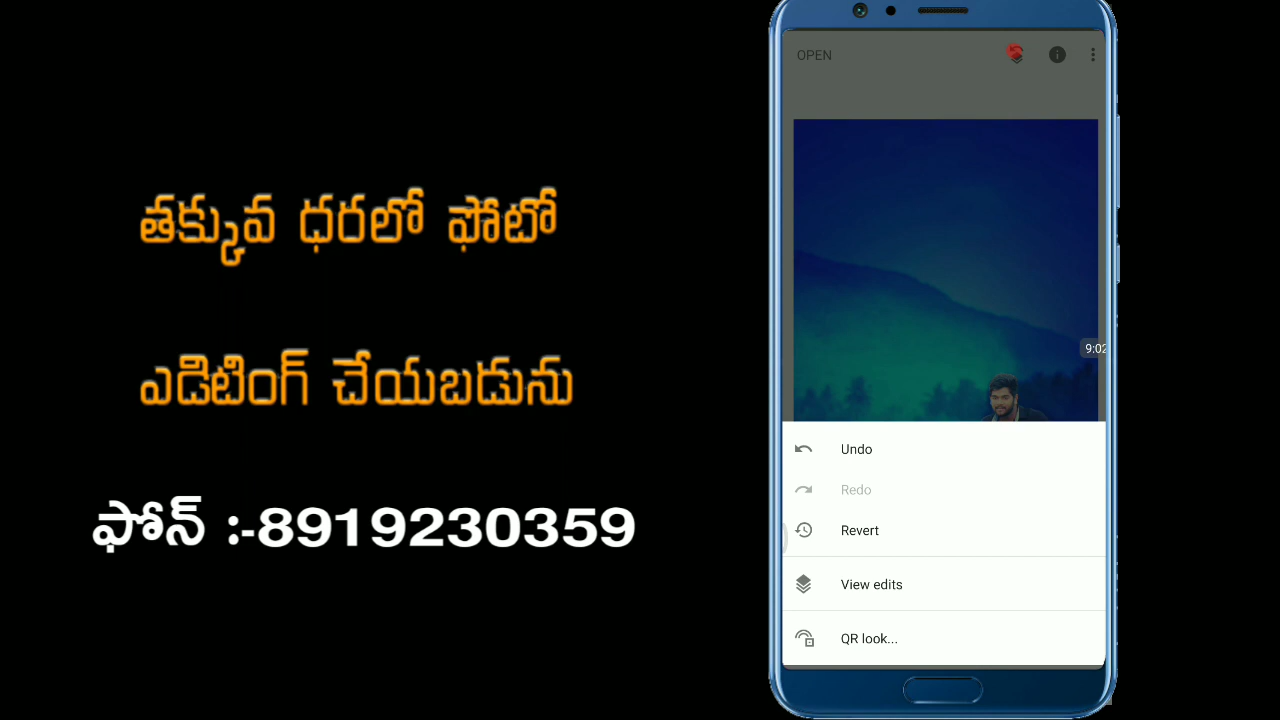 తక్కువ ధరలో ఫోటో
ఎడిటింగ్ చేయబడును
ఫోన్ :-8919230359
OPEN
9:02
Undo
Redo
Revert
View edits
QR look...